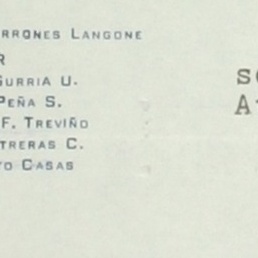 RRONES LANGONE
R
GURRIA U.
PEÑA S.
F. TREVIÑO
TRERAS C.
TO CASAS
S
A